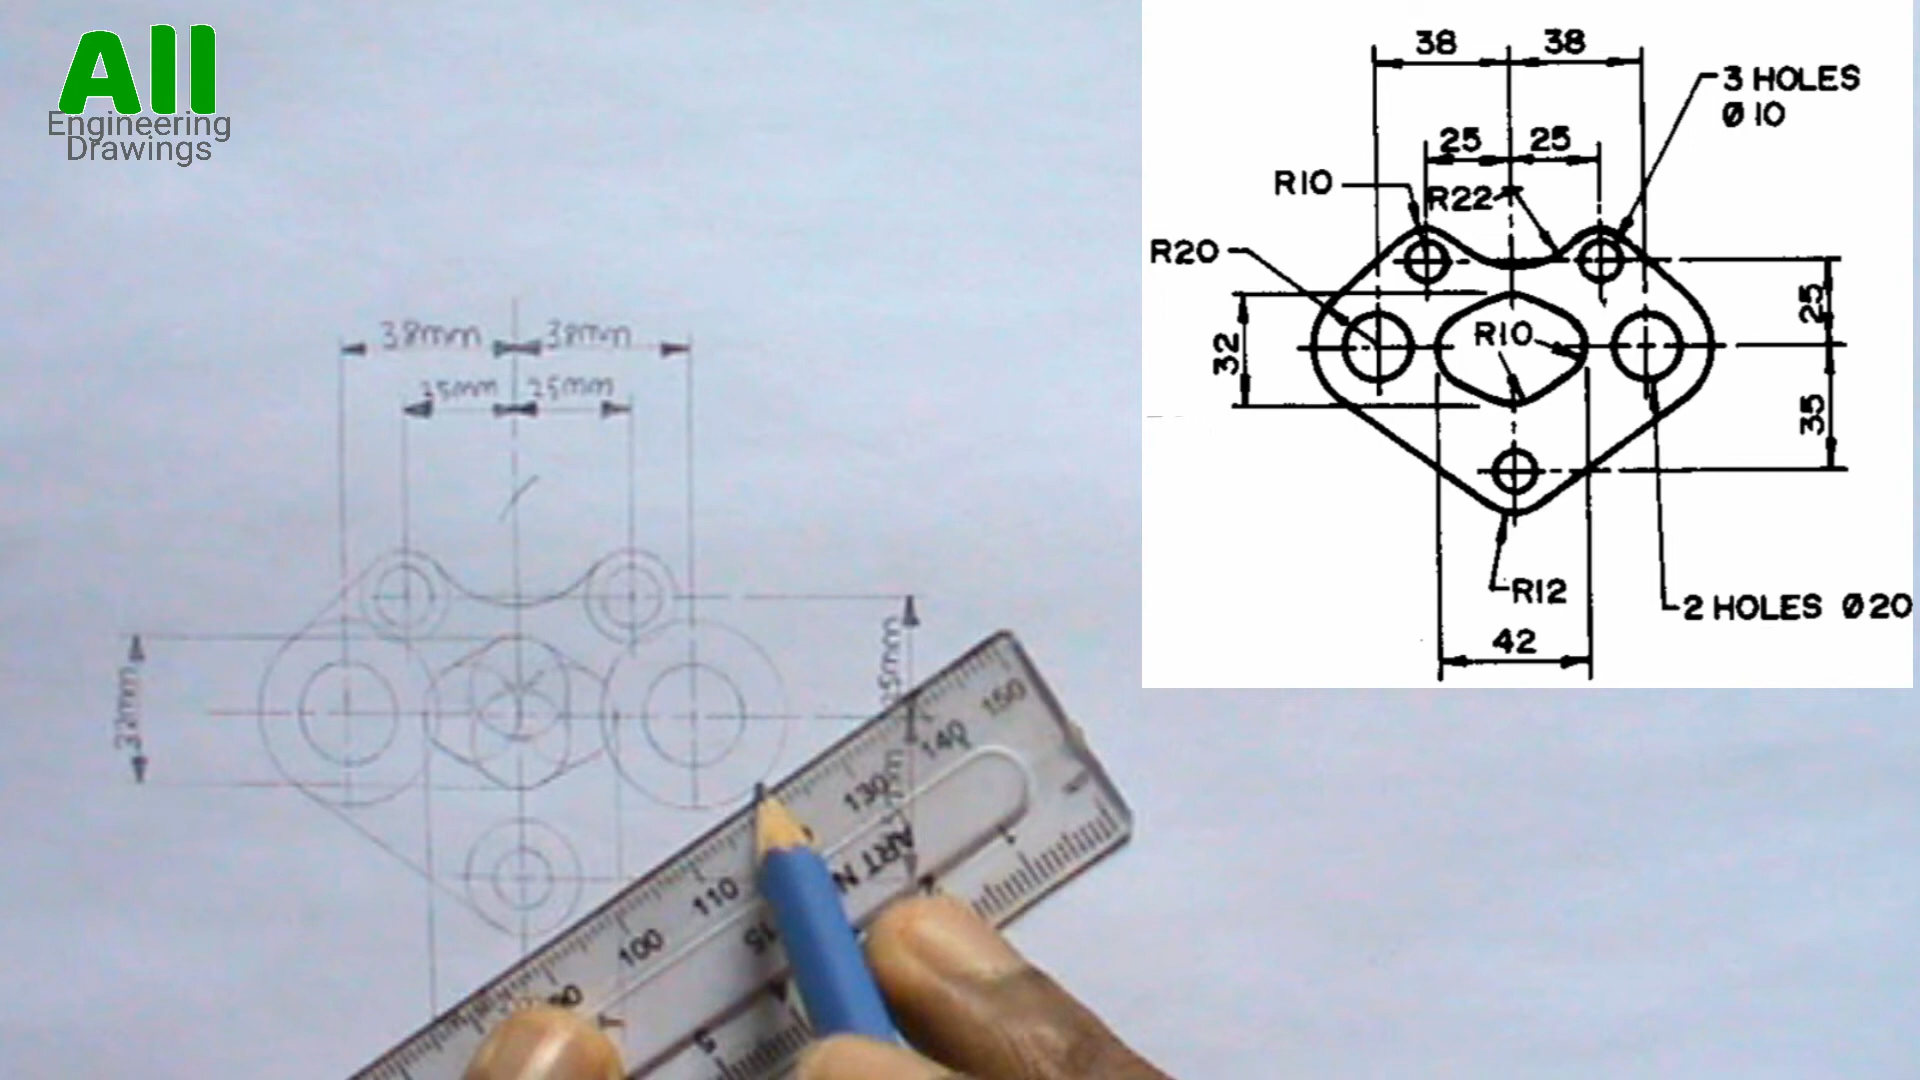 All
Engineering
Drawings
38 38
3 HOLES
Ø 10
25 25
R10
R22
R20
25
R10
32
35
R12
2 HOLES Ø20
42
38mm 38mm
25mm 25mm
32mm
150
140
130
110
100